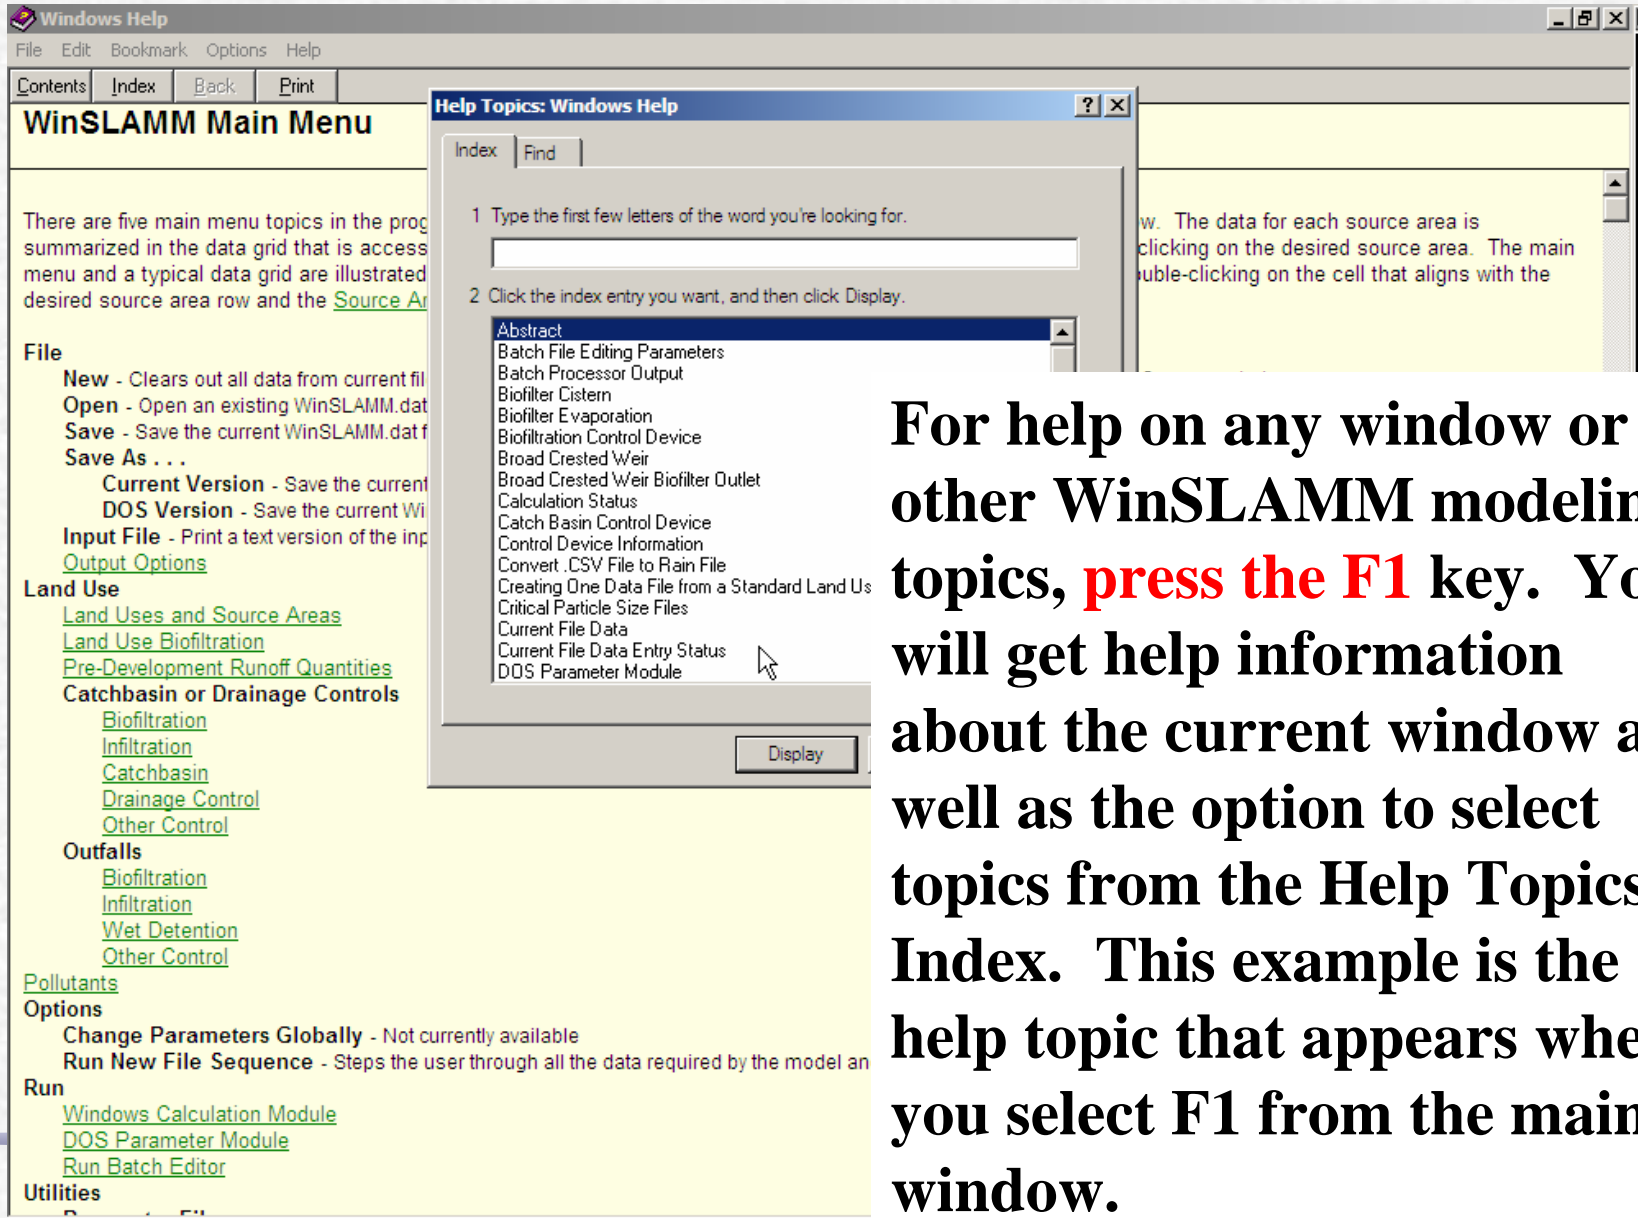 Windows Help
File Edit Bookmark Options Help
Contents Index Back Print
WinSLAMM Main Menu
There are five main menu topics in the prog
summarized in the data grid that is access
menu and a typical data grid are illustrated
desired source area row and the Source Ar
w. The data for each source area is
clicking on the desired source area. The main
uble-clicking on the cell that aligns with the
File
New - Clears out all data from current fil
Open - Open an existing WinSLAMM.dat
Save - Save the current WinSLAMM.dat f
Save As . . .
Current Version - Save the current
DOS Version - Save the current Wi
Input File - Print a text version of the inp
Output Options
Land Use
Land Uses and Source Areas
Land Use Biofiltration
Pre-Development Runoff Quantities
Catchbasin or Drainage Controls
Biofiltration
Infiltration
Catchbasin
Drainage Control
Other Control
Outfalls
Biofiltration
Infiltration
Wet Detention
Other Control
Pollutants
Options
Change Parameters Globally - Not currently available
Run New File Sequence - Steps the user through all the data required by the model an
Run
Windows Calculation Module
DOS Parameter Module
Run Batch Editor
Utilities
Help Topics: Windows Help
Index Find
1 Type the first few letters of the word you're looking for.
2 Click the index entry you want, and then click Display.
Abstract
Batch File Editing Parameters
Batch Processor Output
Biofilter Cistern
Biofilter Evaporation
Biofiltration Control Device
Broad Crested Weir
Broad Crested Weir Biofilter Outlet
Calculation Status
Catch Basin Control Device
Control Device Information
Convert .CSV File to Rain File
Creating One Data File from a Standard Land Us
Critical Particle Size Files
Current File Data
Current File Data Entry Status
DOS Parameter Module
Display
For help on any window or
other WinSLAMM modelin
topics, press the F1 key. Yo
will get help information
about the current window a
well as the option to select
topics from the Help Topics
Index. This example is the
help topic that appears whe
you select F1 from the main
window.